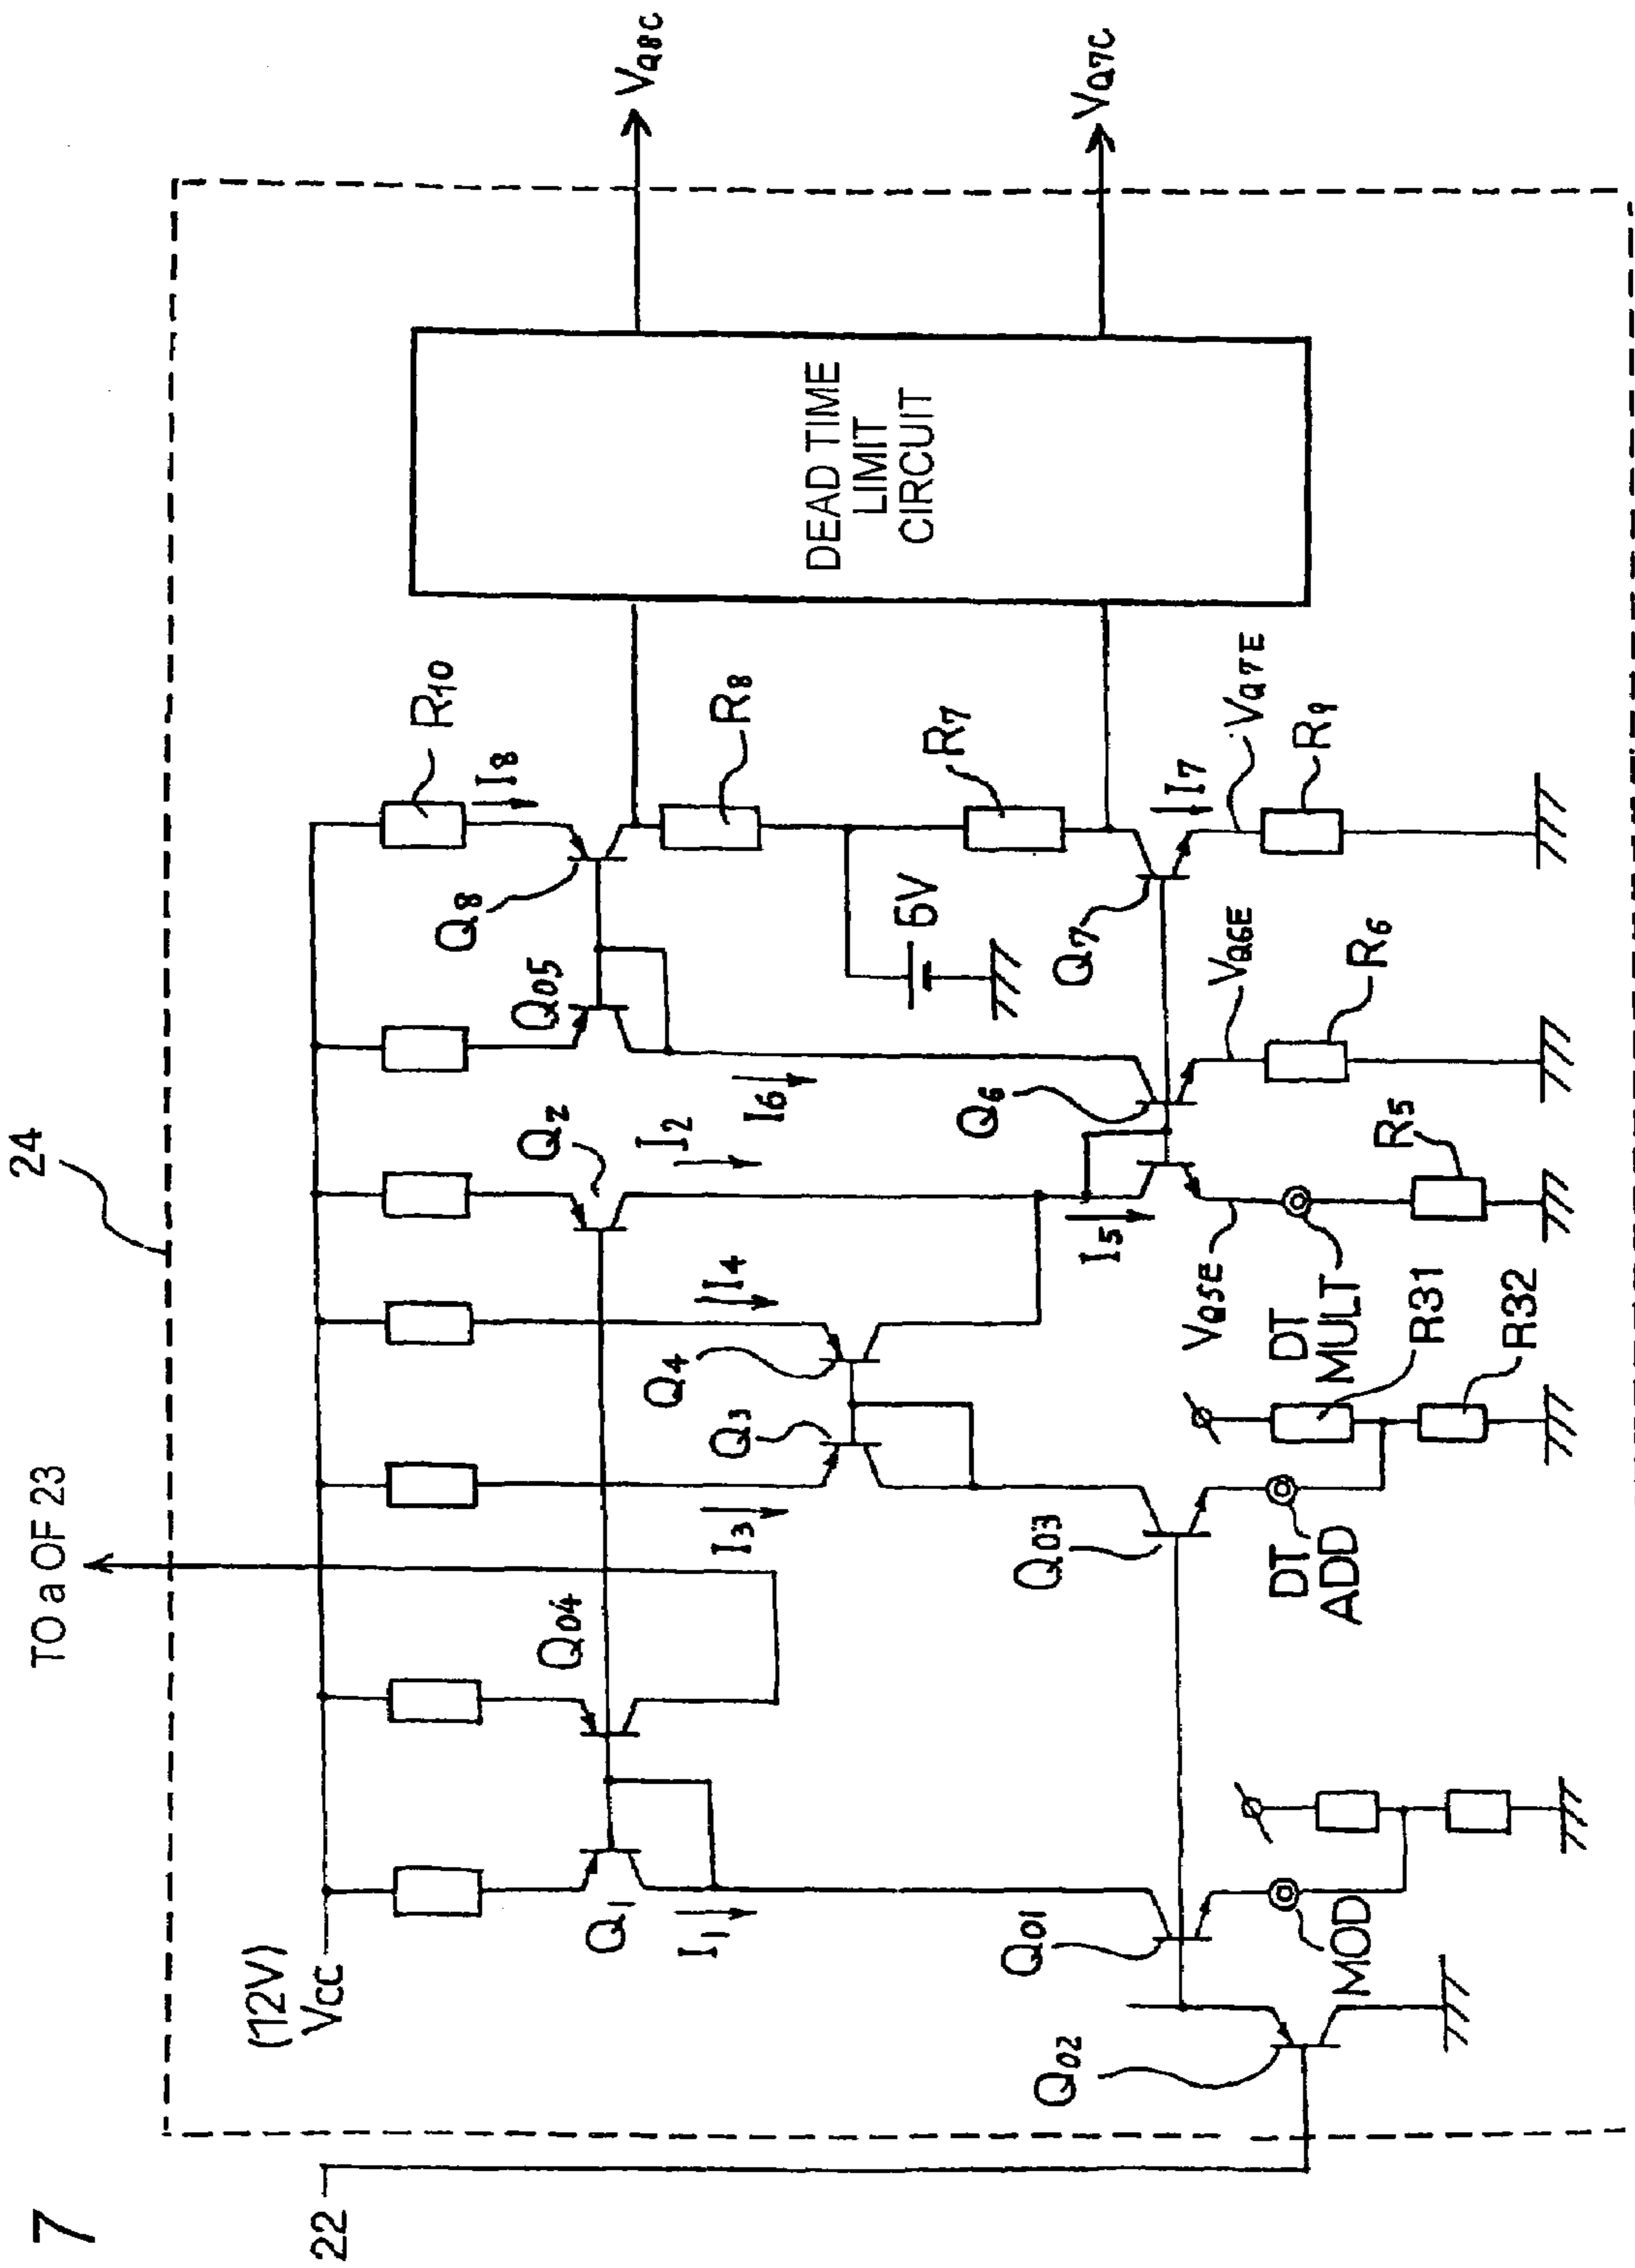 7
24
TO a OF 23
22
(12V)
VCC
Q1
I1
Q04
Q02
Q01
MOD
I3
Q3
Q4
I4
Q03
DT
ADD
R31
R32
Q2
I2
I5
VQ5E
DT
MULT
R5
Q05
I6
Q6
VQ6E
R6
Q8
I8
R10
R8
6V
R7
Q7
I7
VQ7E
R9
DEAD TIME
LIMIT
CIRCUIT
VQ8C
VQ7C